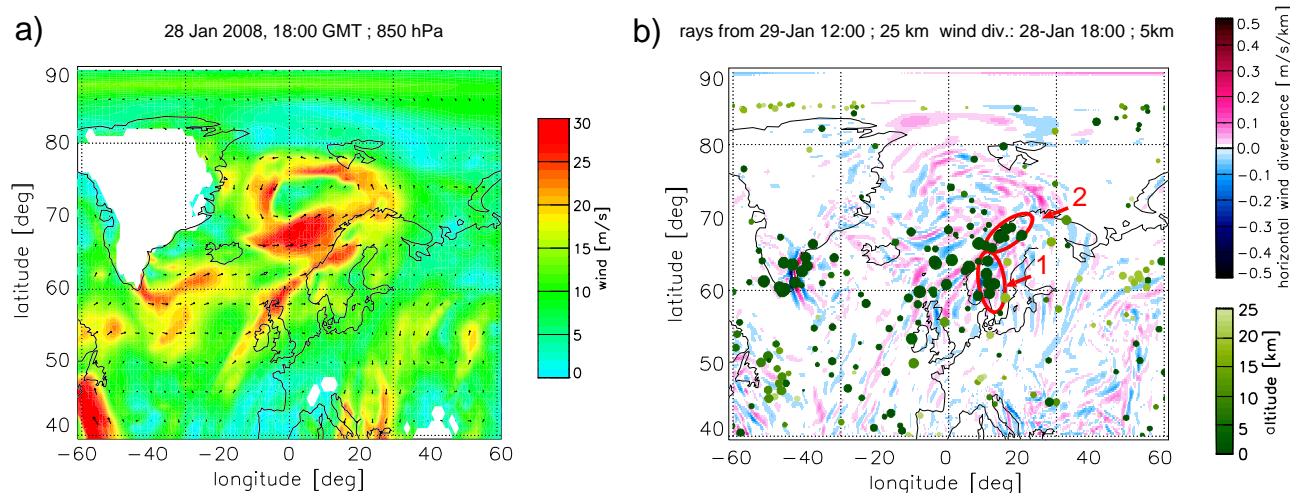 a)
28 Jan 2008, 18:00 GMT ; 850 hPa
90
80
70
60
50
40
latitude [deg]
−60 −40 −20 0 20 40 60
longitude [deg]
30
25
20
15
10
5
0
wind [m/s]
b)
rays from 29-Jan 12:00 ; 25 km wind div.: 28-Jan 18:00 ; 5km
90
80
70
60
50
40
latitude [deg]
−60 −40 −20 0 20 40 60
longitude [deg]
2
1
0.5
0.4
0.3
0.2
0.1
0.0
−0.1
−0.2
−0.3
−0.4
−0.5
horizontal wind divergence [m/s/km]
25
20
15
10
5
0
altitude [km]